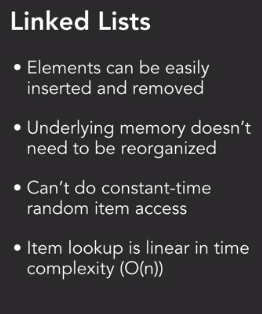 Linked Lists
• Elements can be easily
inserted and removed
• Underlying memory doesn't
need to be reorganized
• Can't do constant-time
random item access
• Item lookup is linear in time
complexity (O(n))